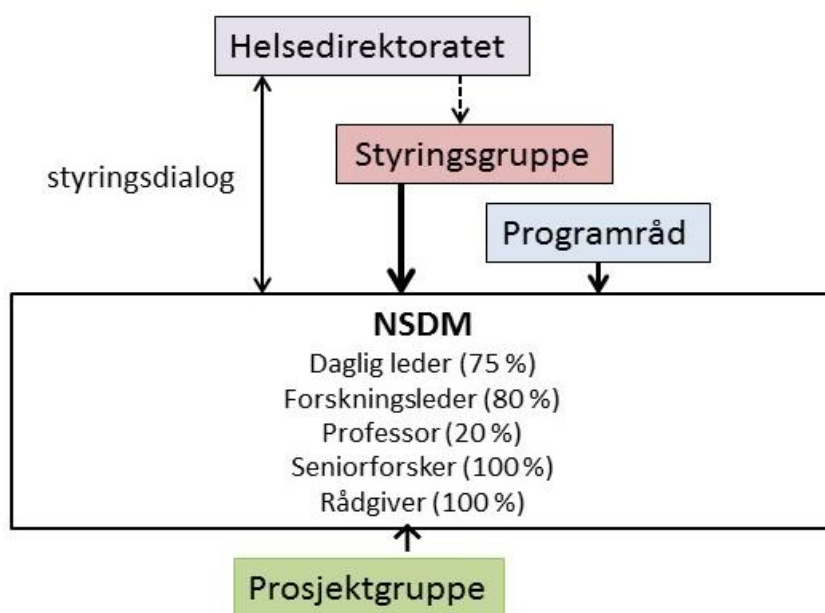 Helsedirektoratet
Styringsgruppe
styringsdialog
Programråd
NSDM
Daglig leder (75 %)
Forskningsleder (80 %)
Professor (20 %)
Seniorforsker (100 %)
Rådgiver (100 %)
Prosjektgruppe